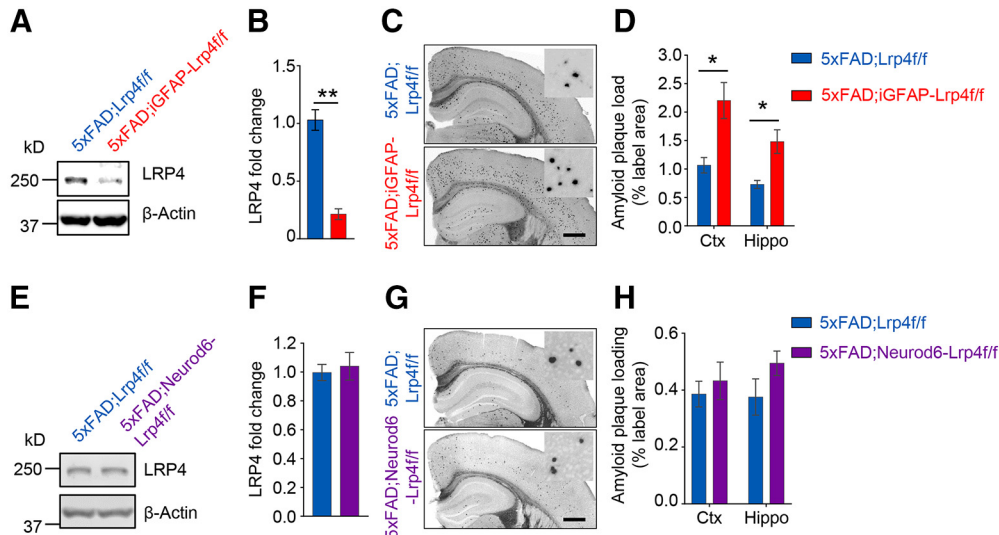 A
5xFAD;Lrp4f/f
5xFAD;iGFAP-Lrp4f/f
kD
250
LRP4
37
β-Actin
B
LRP4 fold change
1.5
1.0
0.5
0
**
C
5xFAD;
Lrp4f/f
5xFAD;iGFAP-
Lrp4f/f
D
Amyloid plaque load
(% label area)
3.0
2.5
2.0
1.5
1.0
0.5
0.0
*
*
Ctx
Hippo
5xFAD;Lrp4f/f
5xFAD;iGFAP-Lrp4f/f
E
5xFAD;Lrp4f/f
5xFAD;Neurod6-
Lrp4f/f
kD
250
LRP4
37
β-Actin
F
LRP4 fold change
1.2
1.0
0.8
0.6
0.4
1.2
0.0
G
5xFAD;
Lrp4f/f
5xFAD;Neurod6
-Lrp4f/f
H
Amyloid plaque loading
(% label area)
0.6
0.4
0.2
0.0
Ctx
Hippo
5xFAD;Lrp4f/f
5xFAD;Neurod6-Lrp4f/f